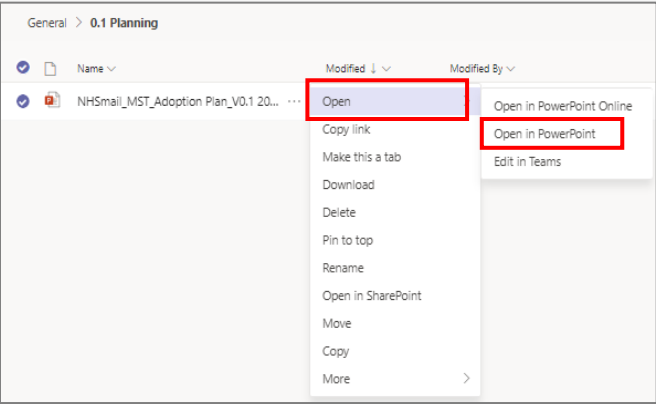 General > 0.1 Planning
Name Modified ↓ Modified By
NHSmail_MST_Adoption Plan_V0.1 20... ...
Open
Copy link
Make this a tab
Download
Delete
Pin to top
Rename
Open in SharePoint
Move
Copy
More >
Open in PowerPoint Online
Open in PowerPoint
Edit in Teams